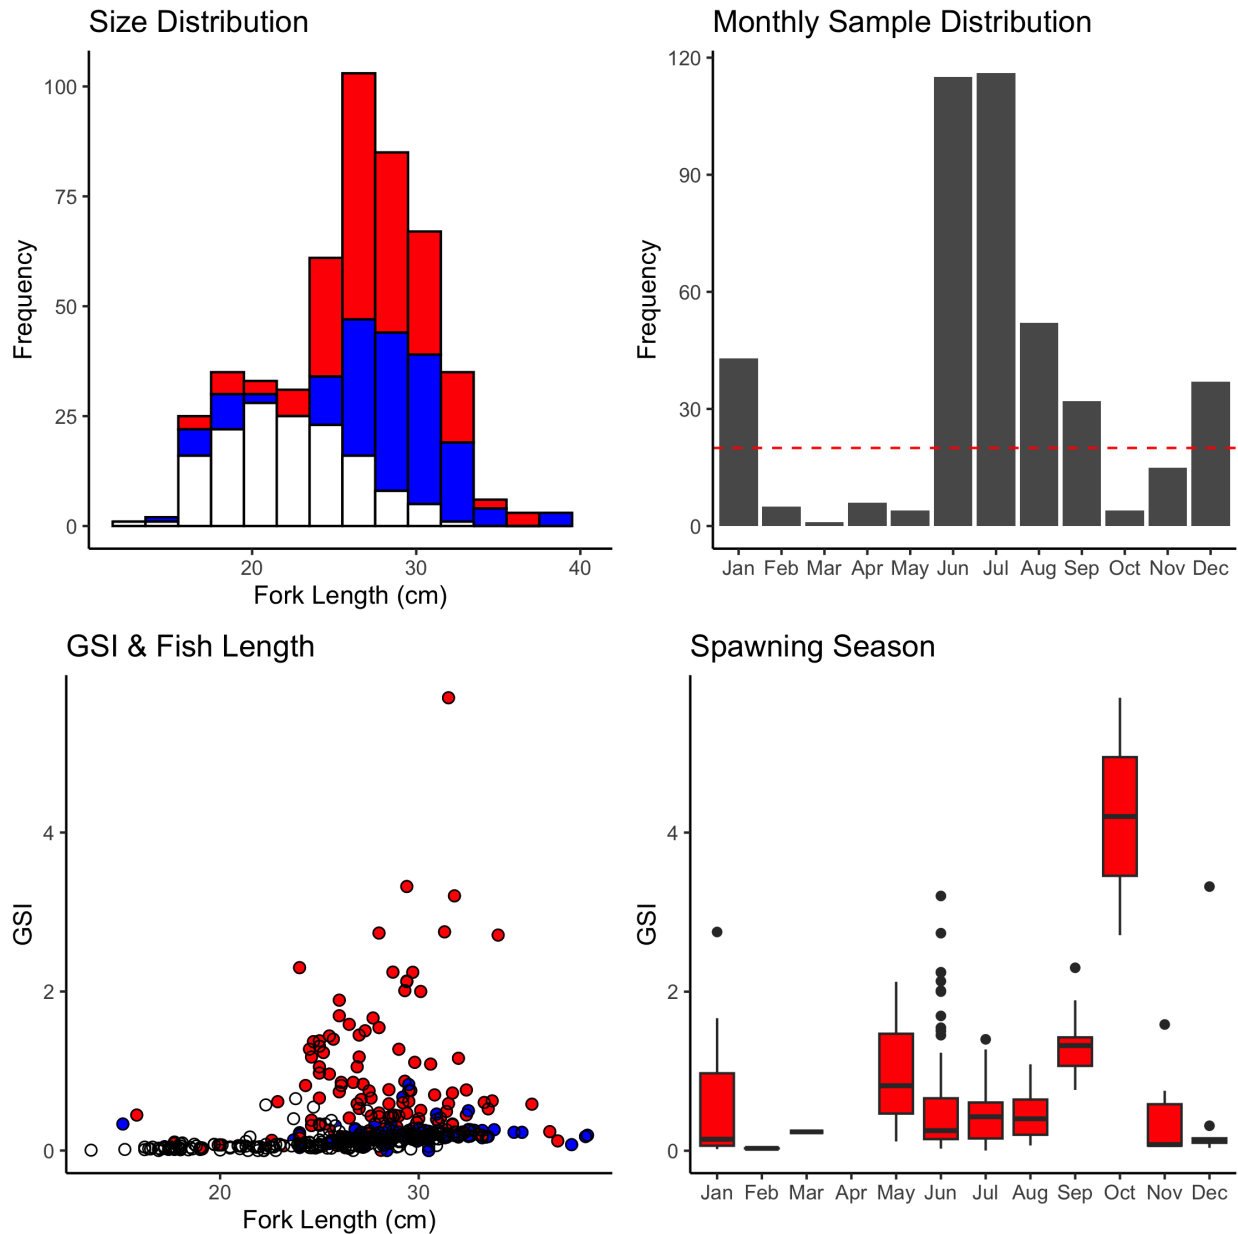 Size Distribution
Frequency
100
75
50
25
0
20 30 40
Fork Length (cm)
Monthly Sample Distribution
Frequency
120
90
60
30
0
Jan Feb Mar Apr May Jun Jul Aug Sep Oct Nov Dec
GSI & Fish Length
GSI
4
2
0
20 30
Fork Length (cm)
Spawning Season
GSI
4
2
0
Jan Feb Mar Apr May Jun Jul Aug Sep Oct Nov Dec